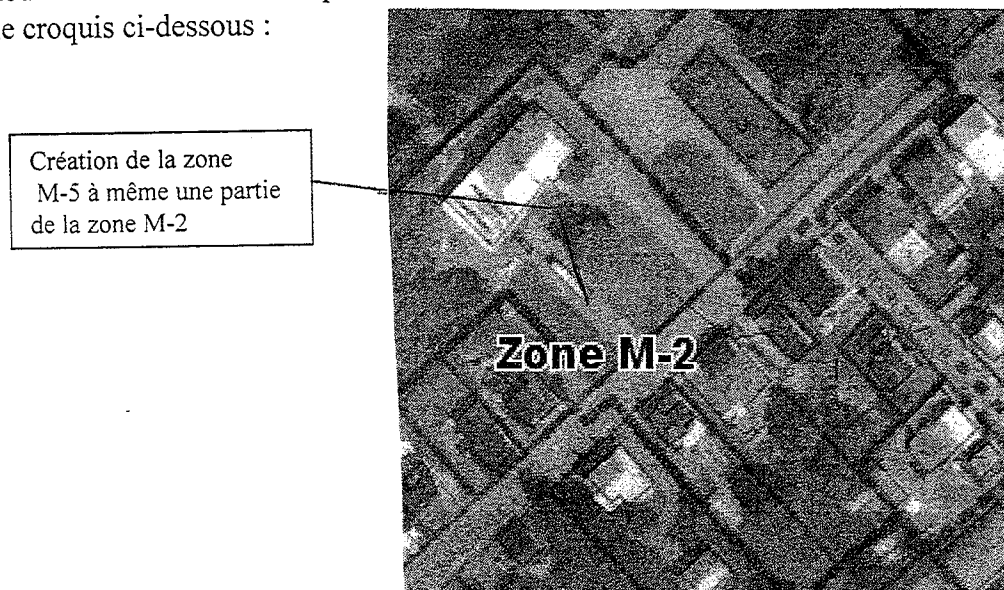 e croquis ci-dessous :
Création de la zone
M-5 à même une partie
de la zone M-2
Zone M-2